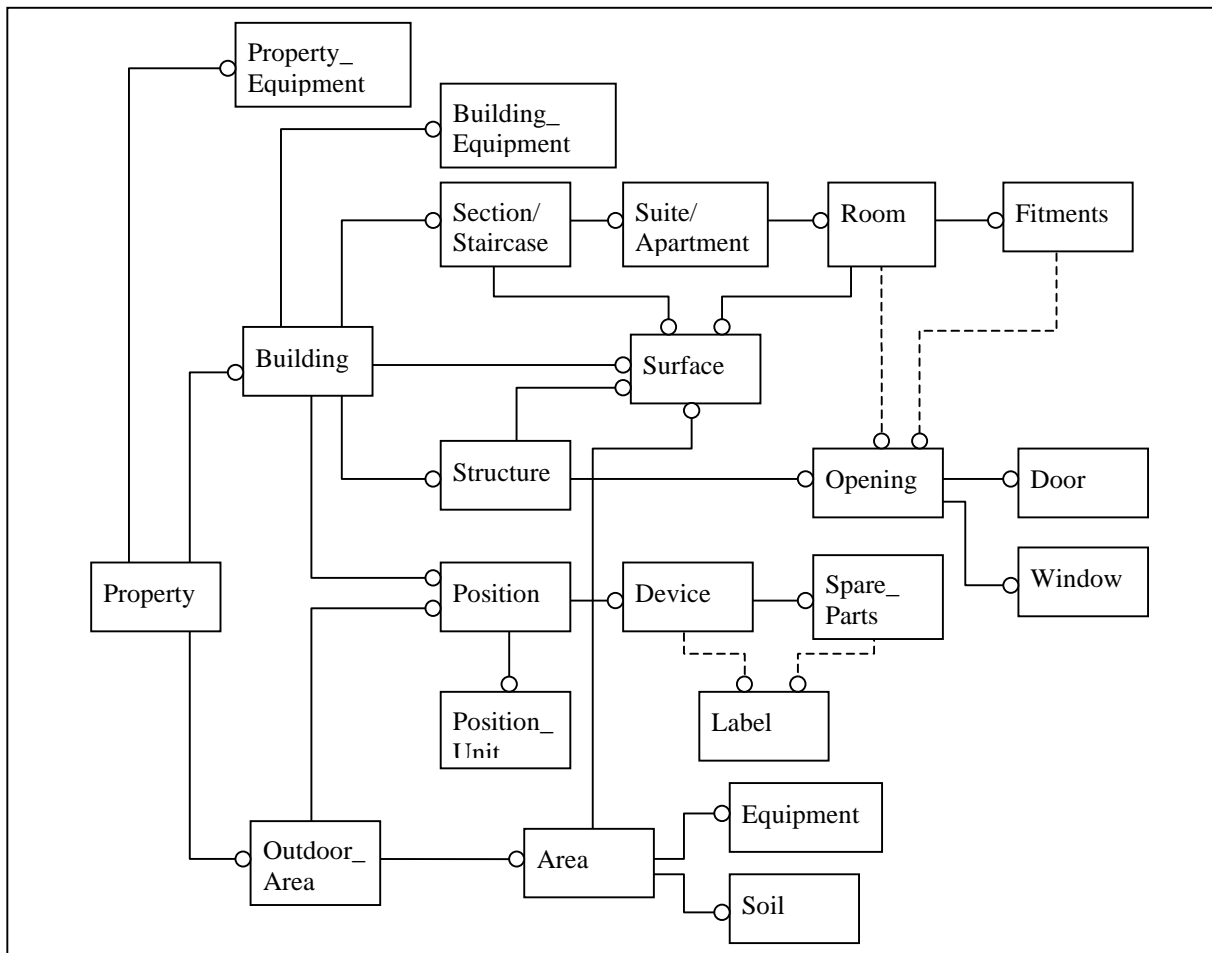 Property_
Equipment
Building_
Equipment
Section/
Staircase
Suite/
Apartment
Room
Fitments
Building
Surface
Structure
Opening
Door
Window
Property
Position
Device
Spare_
Parts
Position_
Unit
Label
Equipment
Outdoor_
Area
Area
Soil